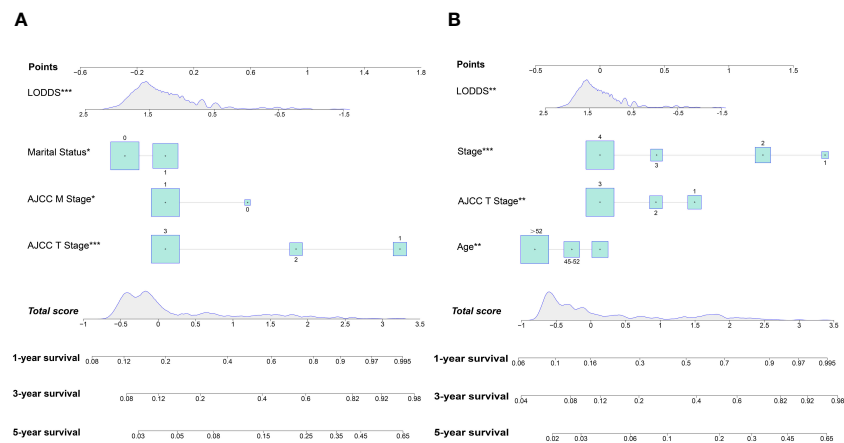 A
Points
−0.6 −0.2 0.2 0.6 1 1.4 1.8
LODDS***
2.5 1.5 0.5 -0.5 -1.5
Marital Status*
0
1
AJCC M Stage*
1
0
AJCC T Stage***
3
2
1
Total score
−1 −0.5 0 0.5 1 1.5 2 2.5 3 3.5
1-year survival
0.08 0.12 0.2 0.4 0.6 0.8 0.9 0.97 0.995
3-year survival
0.08 0.12 0.2 0.4 0.6 0.82 0.92 0.98
5-year survival
0.03 0.05 0.08 0.15 0.25 0.35 0.45 0.65
B
Points
−0.5 0 0.5 1 1.5
LODDS**
2.5 1.5 0.5 -0.5 -1.5
Stage***
4
3
2
1
AJCC T Stage**
3
2
1
Age**
>52
45-52
Total score
−1 −0.5 0 0.5 1 1.5 2 2.5 3 3.5
1-year survival
0.06 0.1 0.16 0.3 0.5 0.7 0.9 0.97 0.995
3-year survival
0.04 0.08 0.12 0.2 0.4 0.6 0.82 0.92 0.98
5-year survival
0.02 0.03 0.06 0.1 0.2 0.3 0.45 0.65